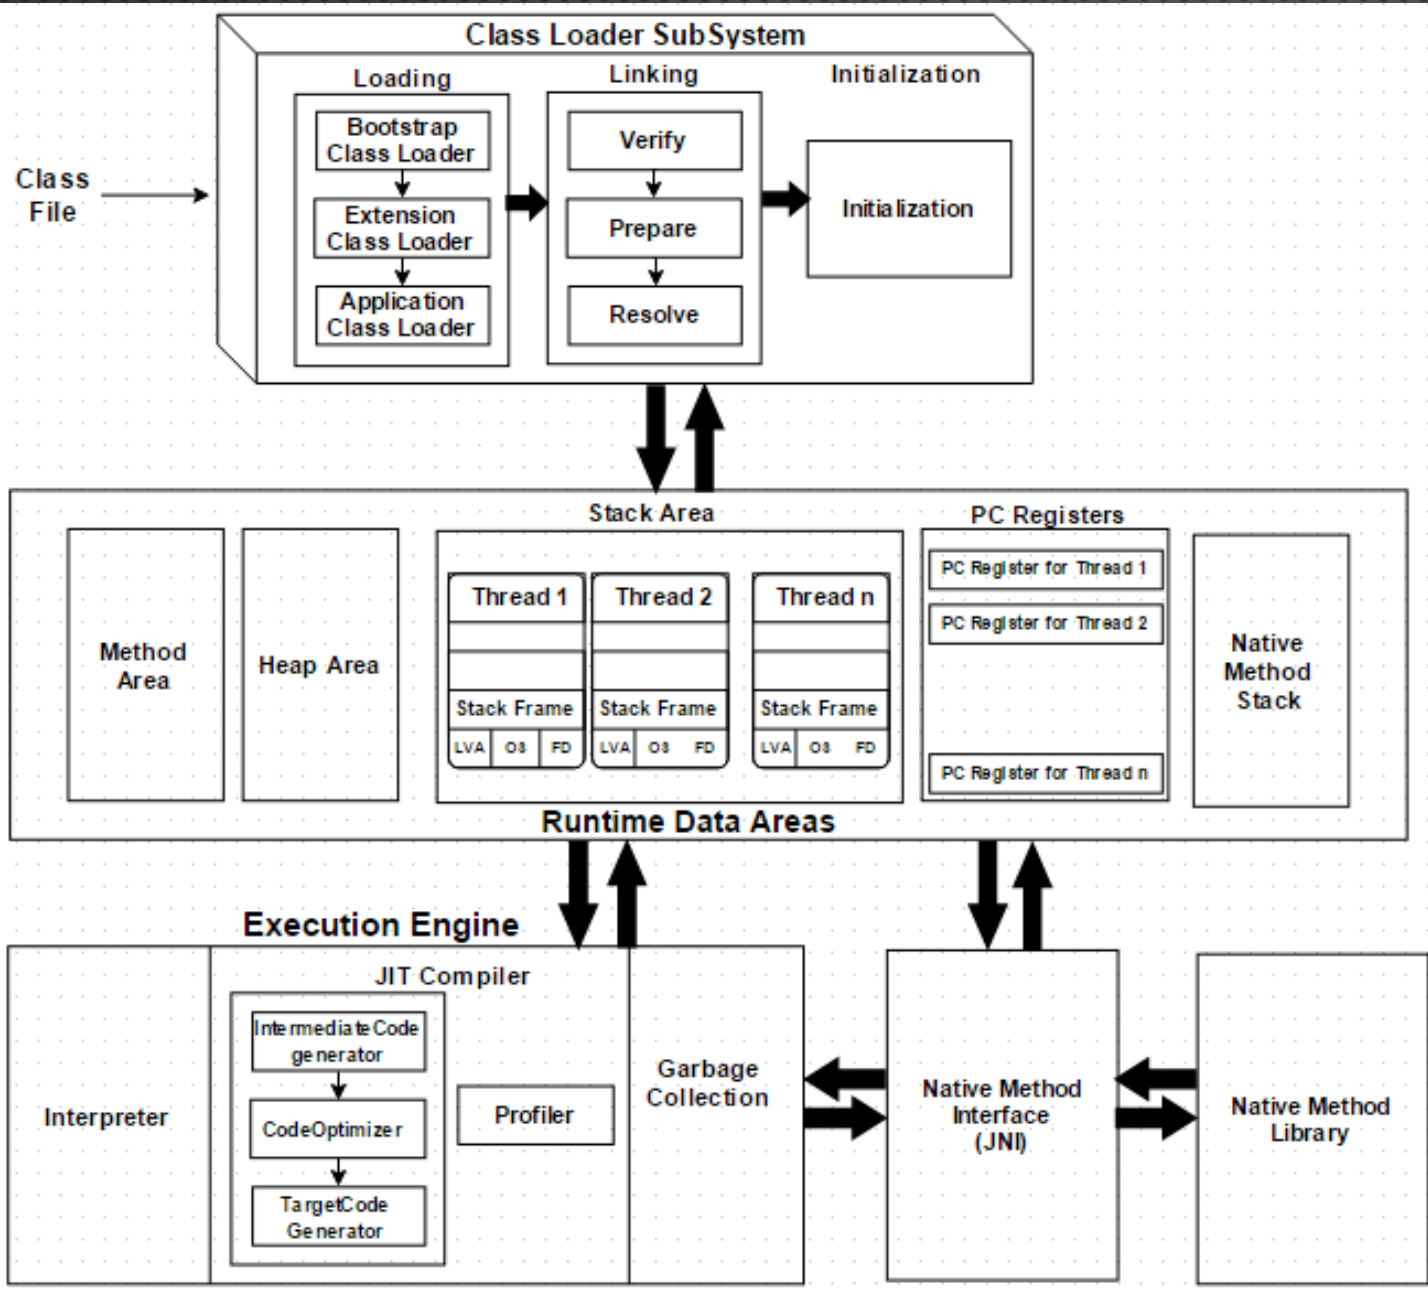 Class Loader SubSystem
Loading
Linking
Initialization
Bootstrap
Class Loader
Extension
Class Loader
Application
Class Loader
Verify
Prepare
Resolve
Initialization
Class
File
Stack Area
PC Registers
Method
Area
Heap Area
Thread 1
Stack Frame
LVA OS FD
Thread 2
Stack Frame
LVA OS FD
Thread n
Stack Frame
LVA OS FD
PC Register for Thread 1
PC Register for Thread 2
PC Register for Thread n
Native
Method
Stack
Runtime Data Areas
Execution Engine
Interpreter
JIT Compiler
IntermediateCode
generator
CodeOptimizer
TargetCode
Generator
Profiler
Garbage
Collection
Native Method
Interface
(JNI)
Native Method
Library